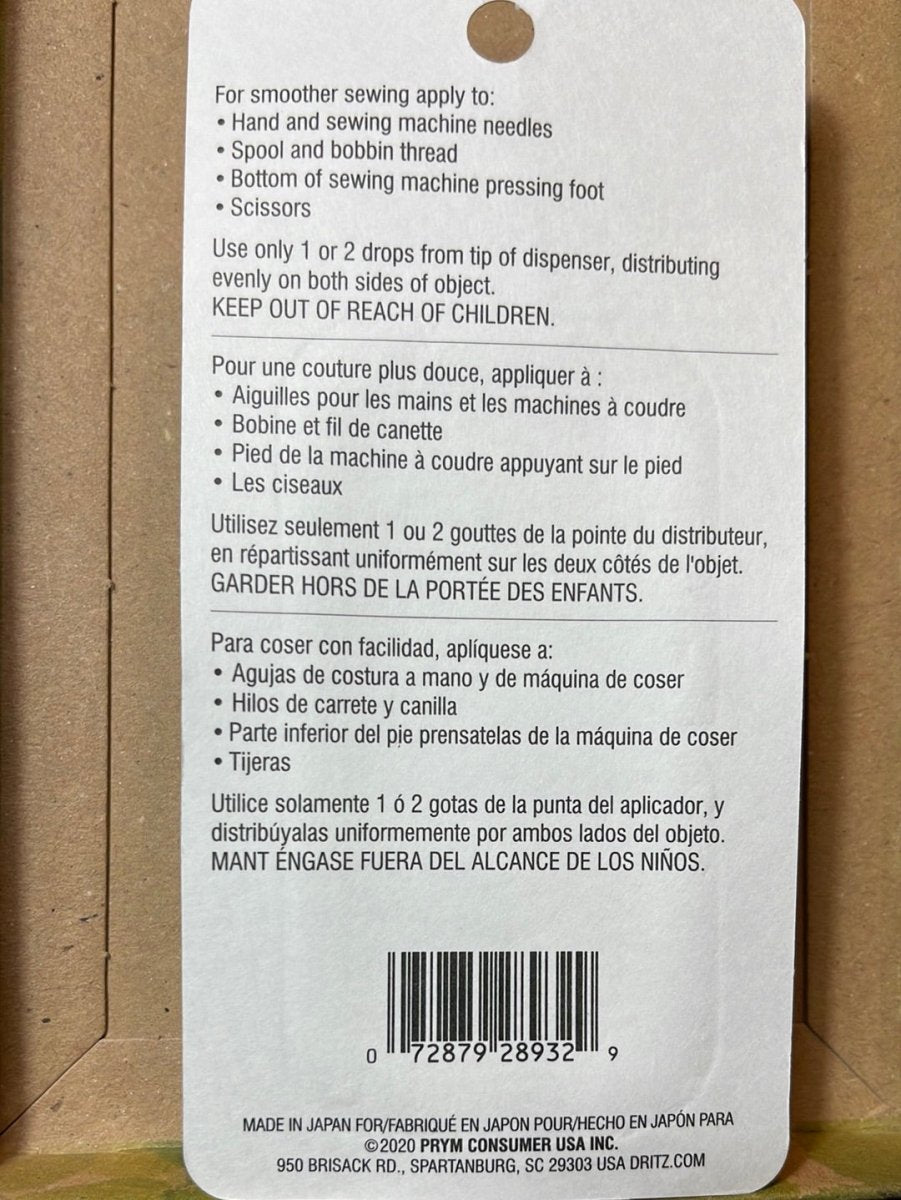 For smoother sewing apply to:
• Hand and sewing machine needles
• Spool and bobbin thread
• Bottom of sewing machine pressing foot
• Scissors
Use only 1 or 2 drops from tip of dispenser, distributing
evenly on both sides of object.
KEEP OUT OF REACH OF CHILDREN.
Pour une couture plus douce, appliquer à :
• Aiguilles pour les mains et les machines à coudre
• Bobine et fil de canette
• Pied de la machine à coudre appuyant sur le pied
• Les ciseaux
Utilisez seulement 1 ou 2 gouttes de la pointe du distributeur,
en répartissant uniformément sur les deux côtés de l'objet.
GARDER HORS DE LA PORTÉE DES ENFANTS.
Para coser con facilidad, aplíquese a:
• Agujas de costura a mano y de máquina de coser
• Hilos de carrete y canilla
• Parte inferior del pie prensatelas de la máquina de coser
• Tijeras
Utilice solamente 1 ó 2 gotas de la punta del aplicador, y
distribúyalas uniformemente por ambos lados del objeto.
MANT ÉNGASE FUERA DEL ALCANCE DE LOS NIÑOS.
0 72879 28932 9
MADE IN JAPAN FOR/FABRIQUÉ EN JAPON POUR/HECHO EN JAPÓN PARA
©2020 PRYM CONSUMER USA INC.
950 BRISACK RD., SPARTANBURG, SC 29303 USA DRITZ.COM